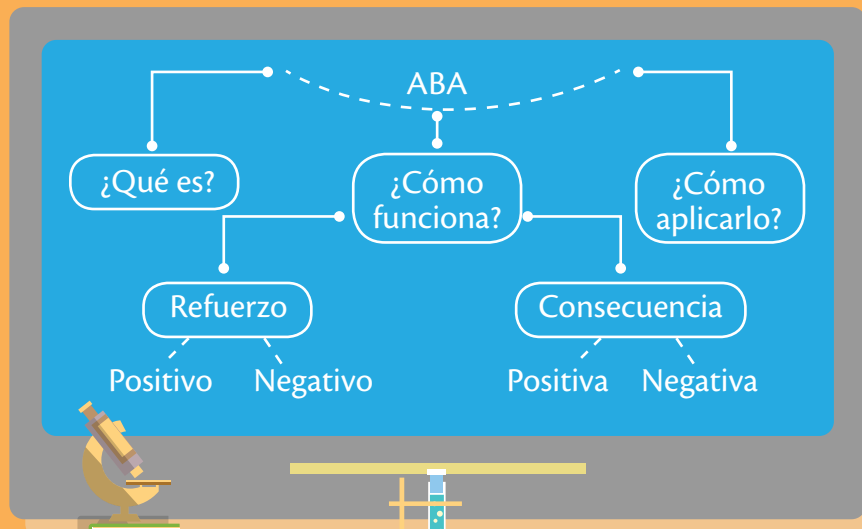 ABA
¿Qué es?
¿Cómo
funciona?
¿Cómo
aplicarlo?
Refuerzo
Consecuencia
Positivo
Negativo
Positiva
Negativa